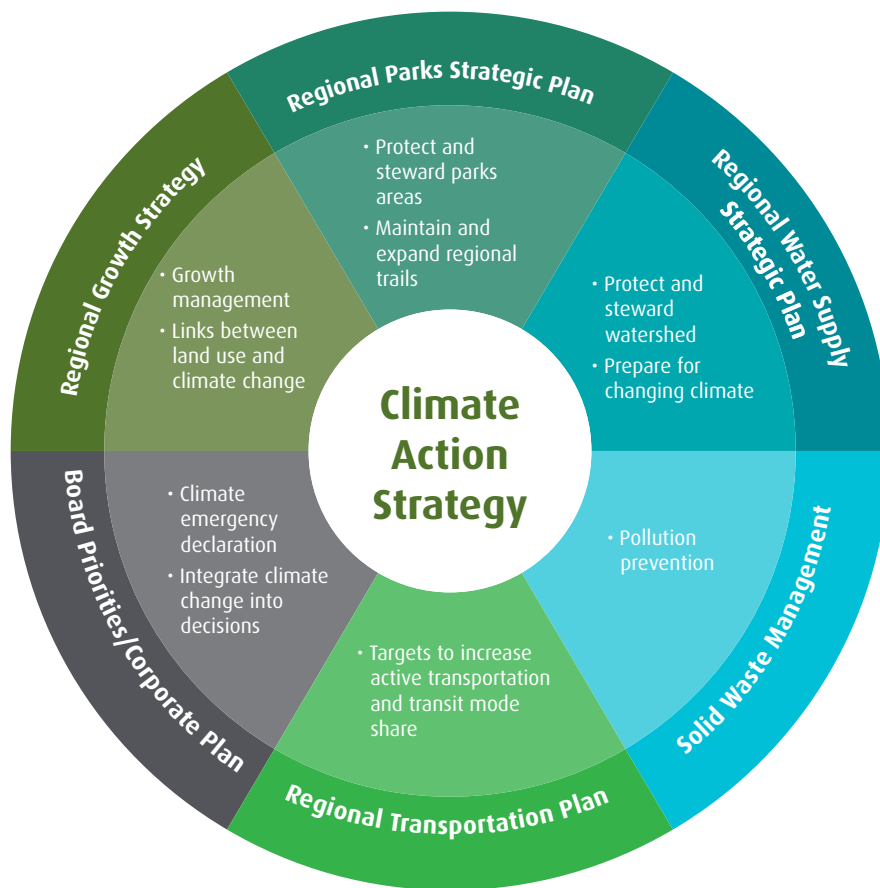 Regional Parks Strategic Plan
• Protect and
steward parks
areas
• Maintain and
expand regional
trails
Regional Water Supply
Strategic Plan
• Protect and
steward
watershed
• Prepare for
changing climate
Solid Waste Management
• Pollution
prevention
Regional Transportation Plan
• Targets to increase
active transportation
and transit mode
share
Board Priorities/Corporate Plan
• Climate
emergency
declaration
• Integrate climate
change into
decisions
Regional Growth Strategy
• Growth
management
• Links between
land use and
climate change
Climate
Action
Strategy